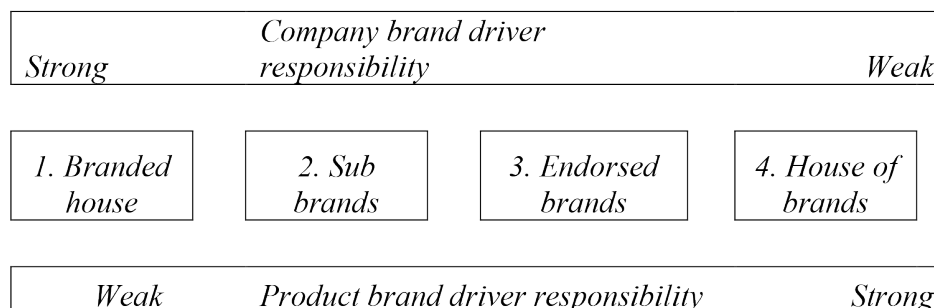 Company brand driver
Strong responsibility Weak
1. Branded
house
2. Sub
brands
3. Endorsed
brands
4. House of
brands
Weak Product brand driver responsibility Strong